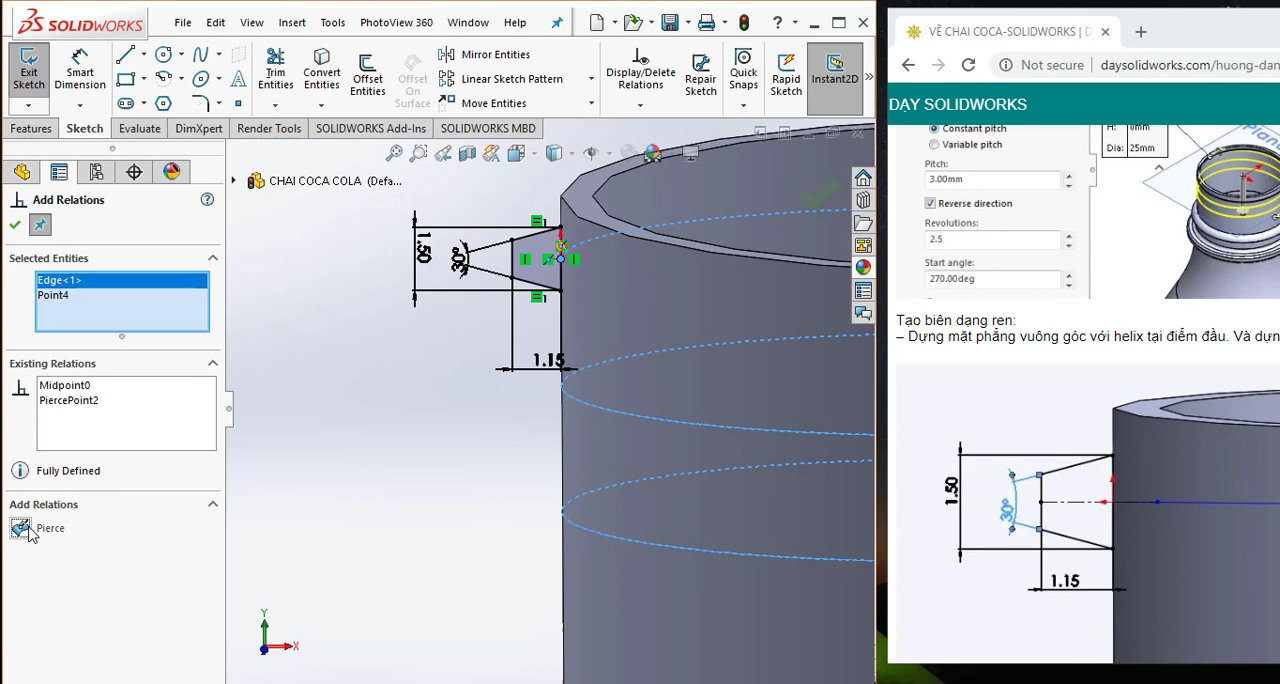 SOLIDWORKS
File Edit View Insert Tools PhotoView 360 Window Help
Exit Sketch
Smart Dimension
Trim Entities
Convert Entities
Offset Entities
Offset On Surface
Mirror Entities
Linear Sketch Pattern
Move Entities
Display/Delete Relations
Repair Sketch
Quick Snaps
Rapid Sketch
Instant2D
Features Sketch Evaluate DimXpert Render Tools SOLIDWORKS Add-Ins SOLIDWORKS MBD
CHAI COCA COLA (Defa...
Add Relations
Selected Entities
Edge<1>
Point4
Existing Relations
Midpoint0
PiercePoint2
Fully Defined
Add Relations
Pierce
1.50
30°
1.15
Y
X
VẼ CHAI COCA-SOLIDWORKS | D
Not secure daysolidworks.com/huong-dan
DAY SOLIDWORKS
Constant pitch
Variable pitch
Pitch:
3.00mm
Reverse direction
Revolutions:
2.5
Start angle:
270.00deg
H: 0mm
Dia: 25mm
Plane
Tạo biên dạng ren:
– Dựng mặt phẳng vuông góc với helix tại điểm đầu. Và dựn
1.50
30°
1.15